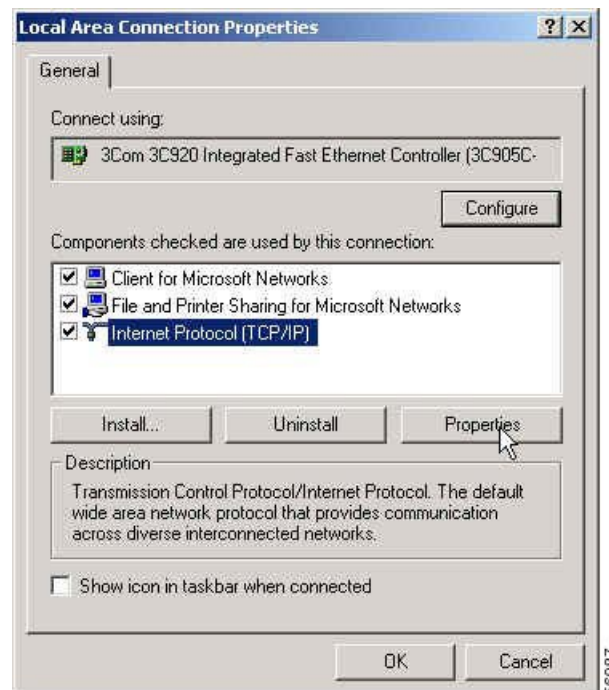 Local Area Connection Properties
General
Connect using:
3Com 3C920 Integrated Fast Ethernet Controller (3C905C-
Configure
Components checked are used by this connection:
Client for Microsoft Networks
File and Printer Sharing for Microsoft Networks
Internet Protocol (TCP/IP)
Install...
Uninstall
Properties
Description
Transmission Control Protocol/Internet Protocol. The default
wide area network protocol that provides communication
across diverse interconnected networks.
Show icon in taskbar when connected
OK
Cancel